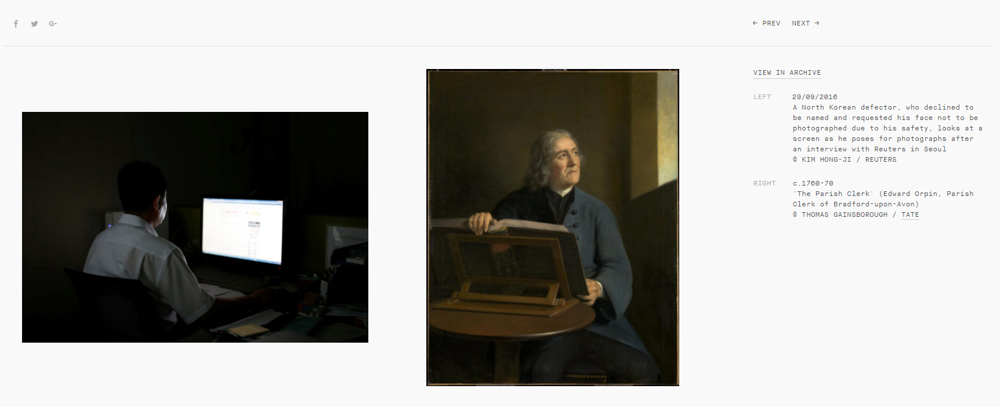 ← PREV NEXT →
VIEW IN ARCHIVE
LEFT 29/09/2016
A North Korean defector, who declined to
be named and requested his face not to be
photographed due to his safety, looks at a
screen as he poses for photographs after
an interview with Reuters in Seoul
© KIM HONG-JI / REUTERS
RIGHT c.1760-70
'The Parish Clerk' (Edward Orpin, Parish
Clerk of Bradford-upon-Avon)
© THOMAS GAINSBOROUGH / TATE